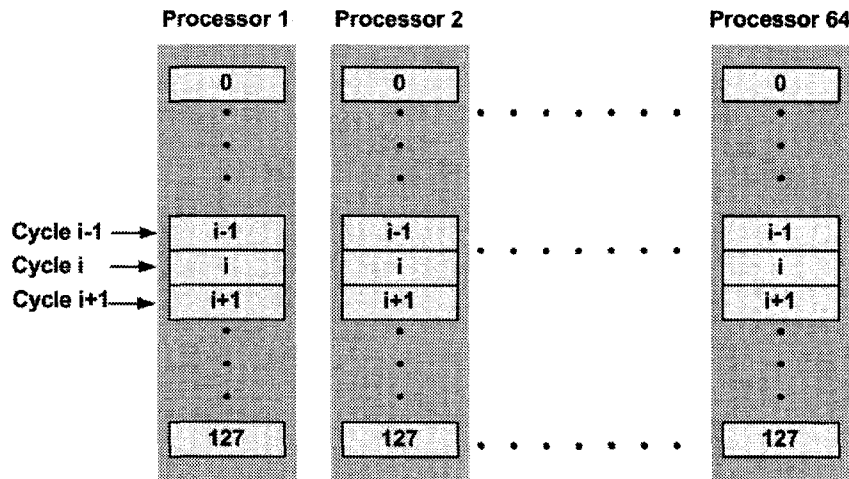 Processor 1 Processor 2 Processor 64
0 0 0
Cycle i-1 i-1 i-1 i-1
Cycle i i i i
Cycle i+1 i+1 i+1 i+1
127 127 127